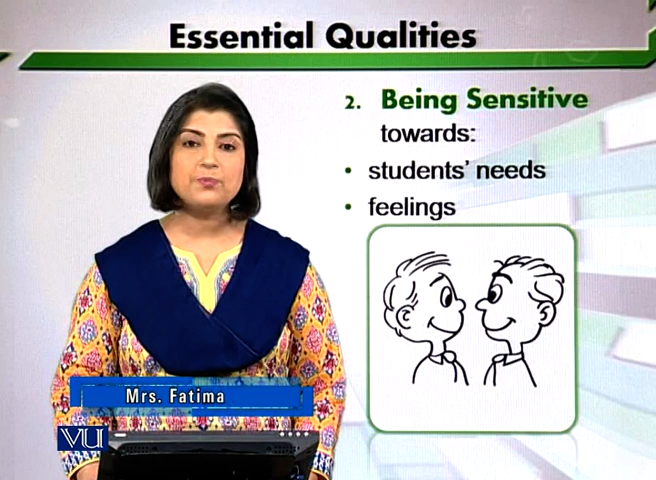 Essential Qualities
2. Being Sensitive
towards:
• students' needs
• feelings
Mrs. Fatima
VU